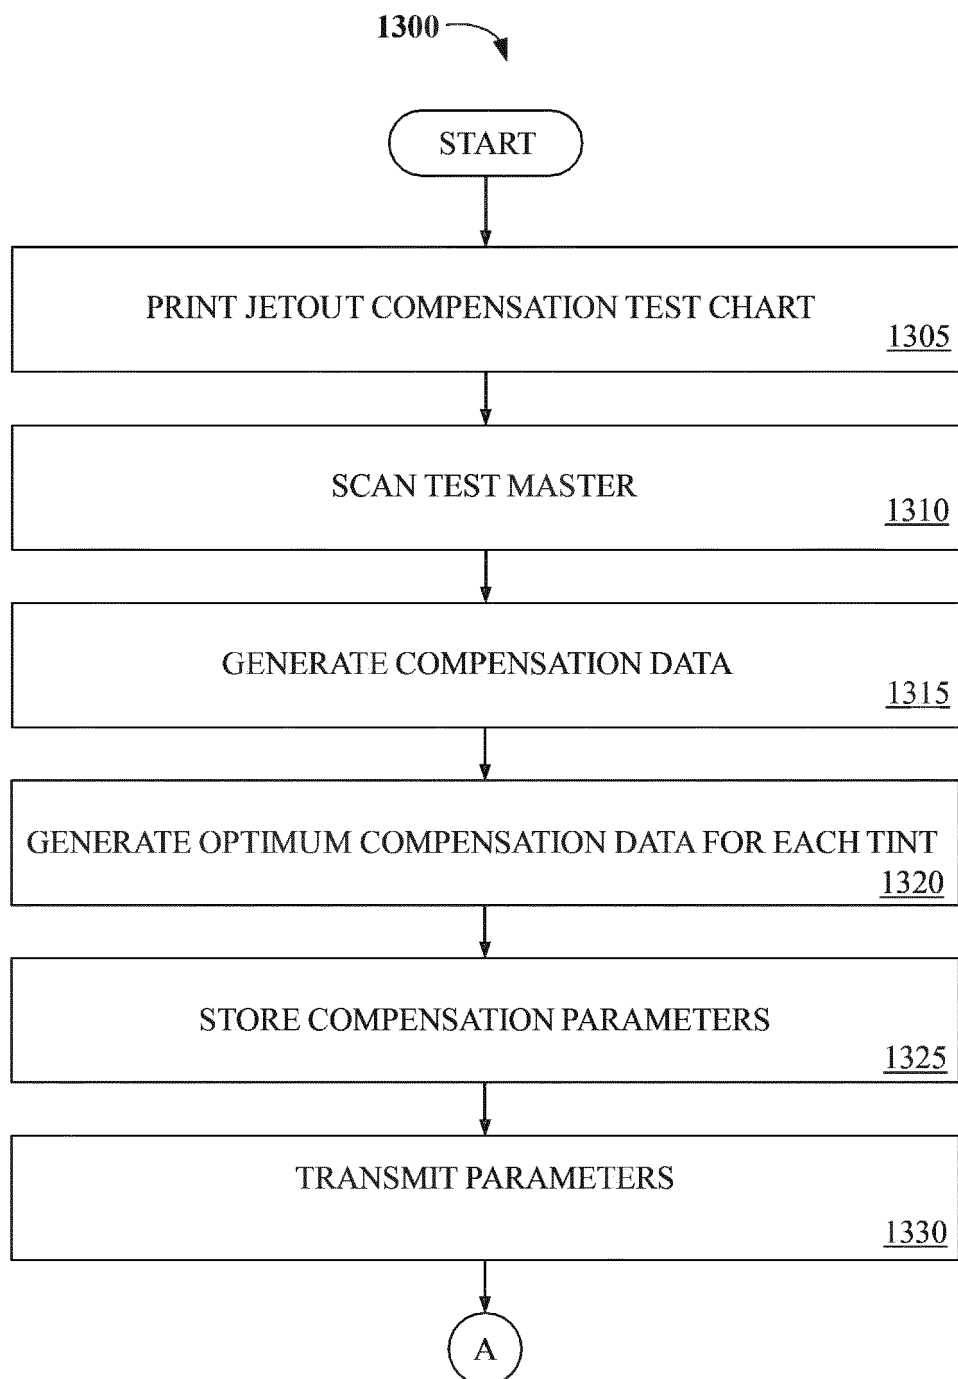 1300
START
PRINT JETOUT COMPENSATION TEST CHART
1305
SCAN TEST MASTER
1310
GENERATE COMPENSATION DATA
1315
GENERATE OPTIMUM COMPENSATION DATA FOR EACH TINT
1320
STORE COMPENSATION PARAMETERS
1325
TRANSMIT PARAMETERS
1330
A